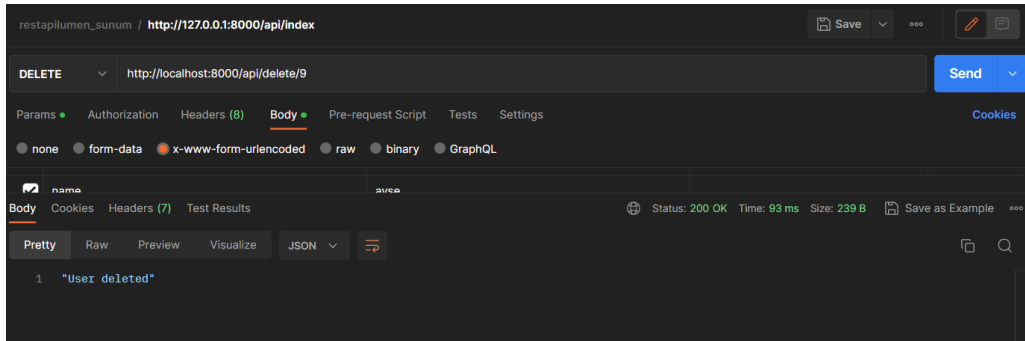 restapilumen_sunum / http://127.0.0.1:8000/api/index Save
DELETE http://localhost:8000/api/delete/9 Send
Params Authorization Headers (8) Body Pre-request Script Tests Settings Cookies
none form-data x-www-form-urlencoded raw binary GraphQL
name ayse
Body Cookies Headers (7) Test Results Status: 200 OK Time: 93 ms Size: 239 B Save as Example
Pretty Raw Preview Visualize JSON
1 "User deleted"